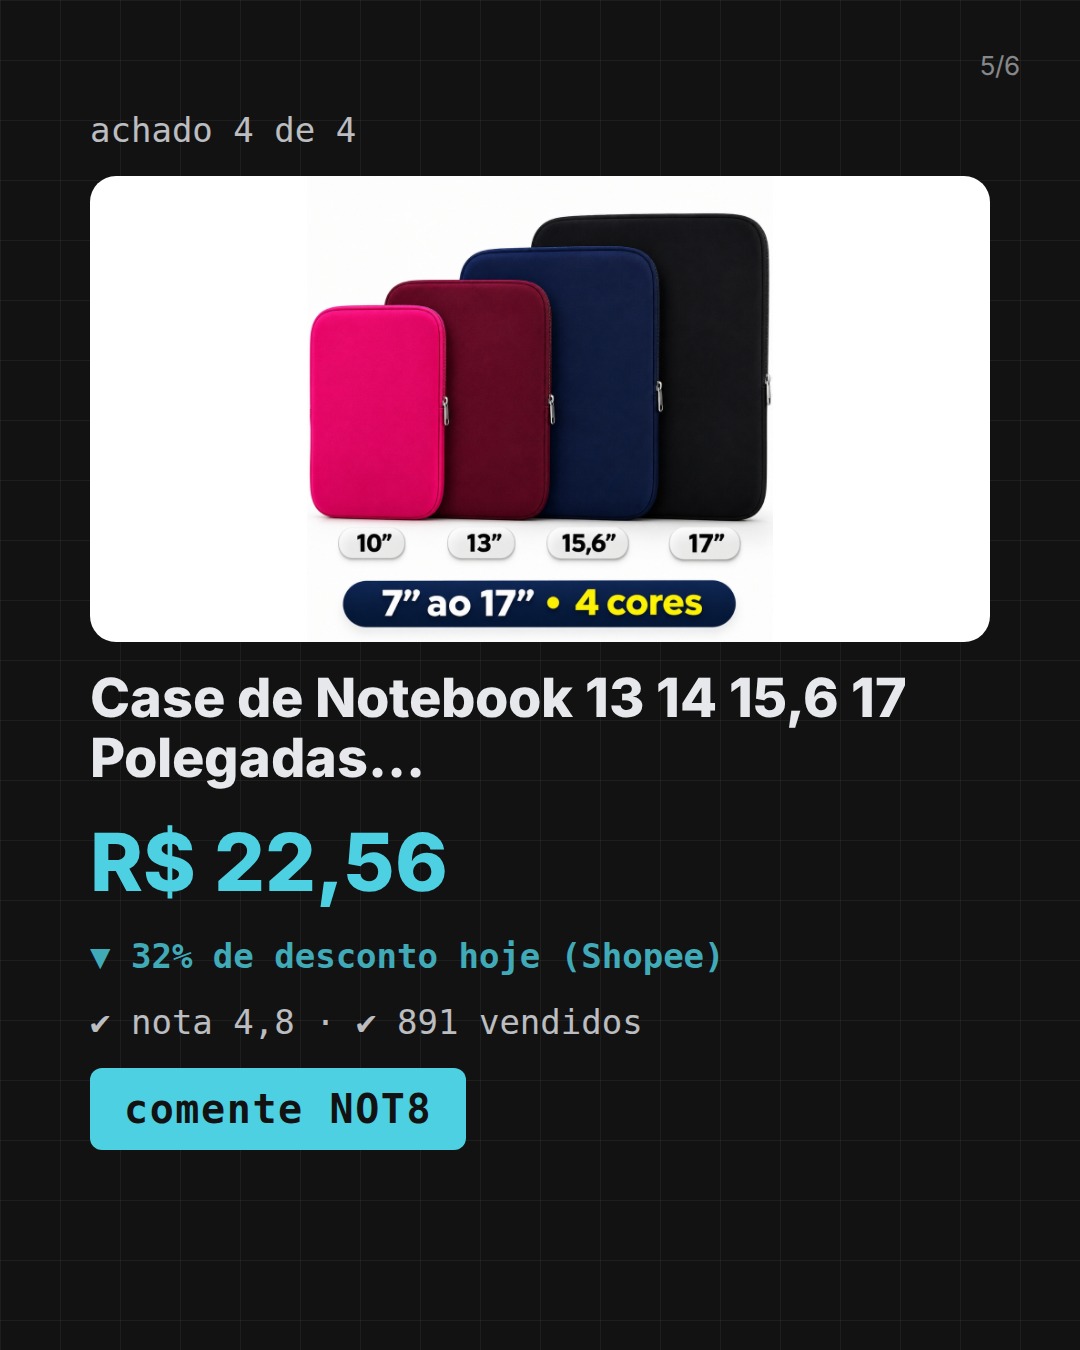 5/6
achado 4 de 4
10” 13” 15,6” 17”
7” ao 17” • 4 cores
Case de Notebook 13 14 15,6 17
Polegadas...
R$ 22,56
▼ 32% de desconto hoje (Shopee)
✔ nota 4,8 · ✔ 891 vendidos
comente NOT8